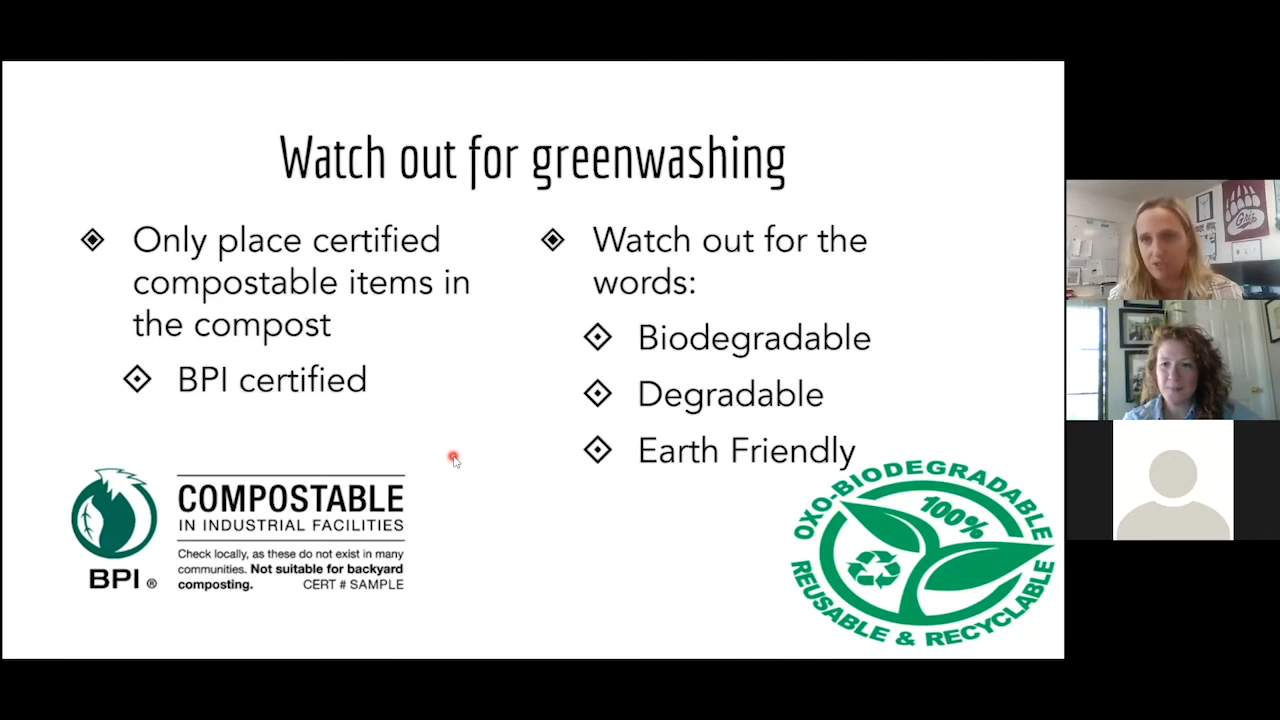 Watch out for greenwashing
Only place certified
compostable items in
the compost
BPI certified
Watch out for the
words:
Biodegradable
Degradable
Earth Friendly
BPI ®
COMPOSTABLE
IN INDUSTRIAL FACILITIES
Check locally, as these do not exist in many
communities. Not suitable for backyard
composting. CERT # SAMPLE
OXO-BIODEGRADABLE
100%
REUSABLE & RECYCLABLE
Griz